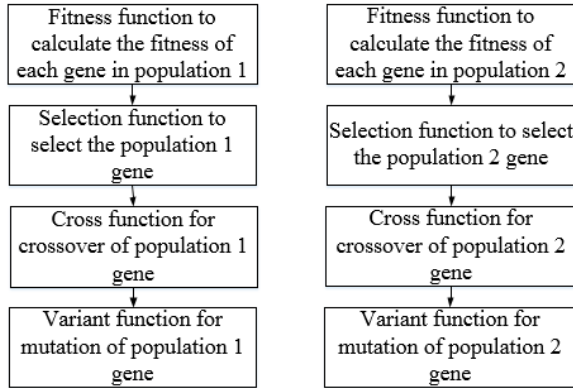 Fitness function to
calculate the fitness of
each gene in population 1
Selection function to
select the population 1
gene
Cross function for
crossover of population 1
gene
Variant function for
mutation of population 1
gene
Fitness function to
calculate the fitness of
each gene in population 2
Selection function to select
the population 2 gene
Cross function for
crossover of population 2
gene
Variant function for
mutation of population 2
gene